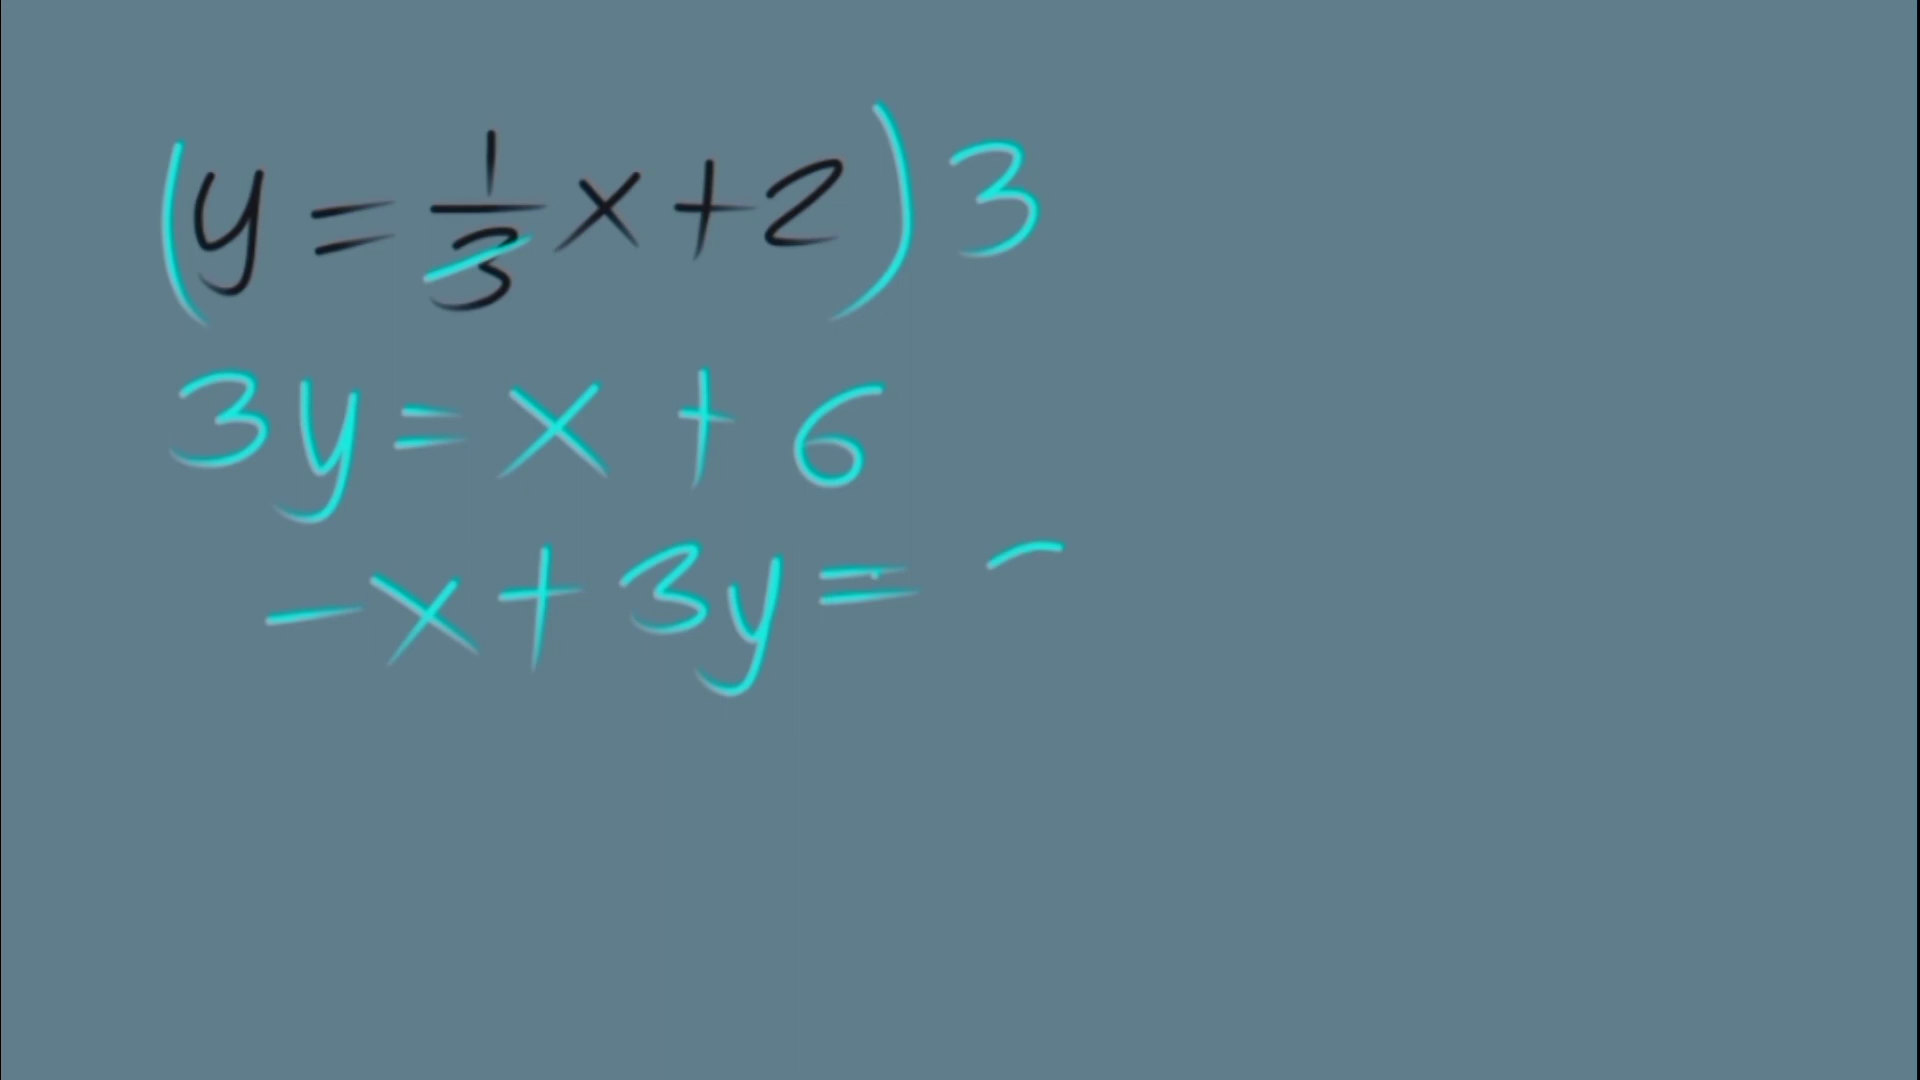 (y = 1/3 x + 2) 3
3y = x + 6
-x + 3y =